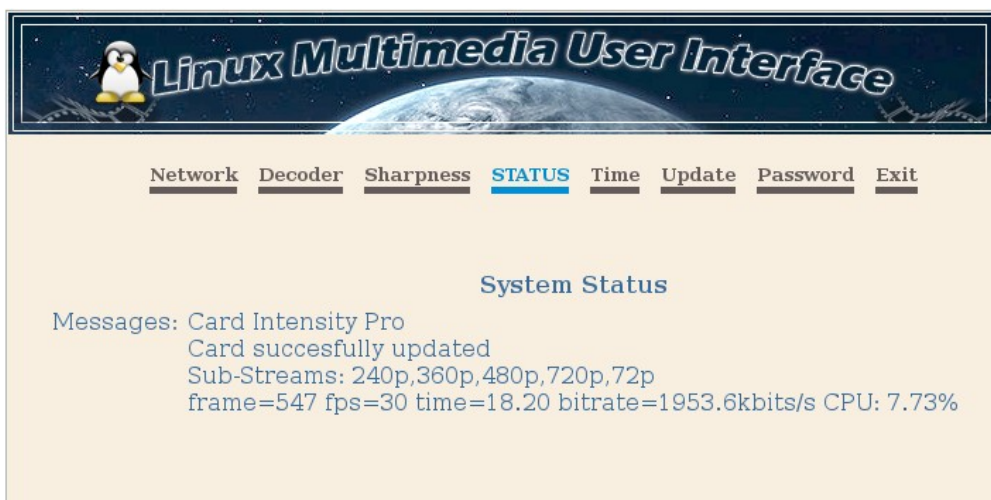 Linux Multimedia User Interface
Network Decoder Sharpness STATUS Time Update Password Exit
System Status
Messages: Card Intensity Pro
Card succesfully updated
Sub-Streams: 240p,360p,480p,720p,72p
frame=547 fps=30 time=18.20 bitrate=1953.6kbits/s CPU: 7.73%